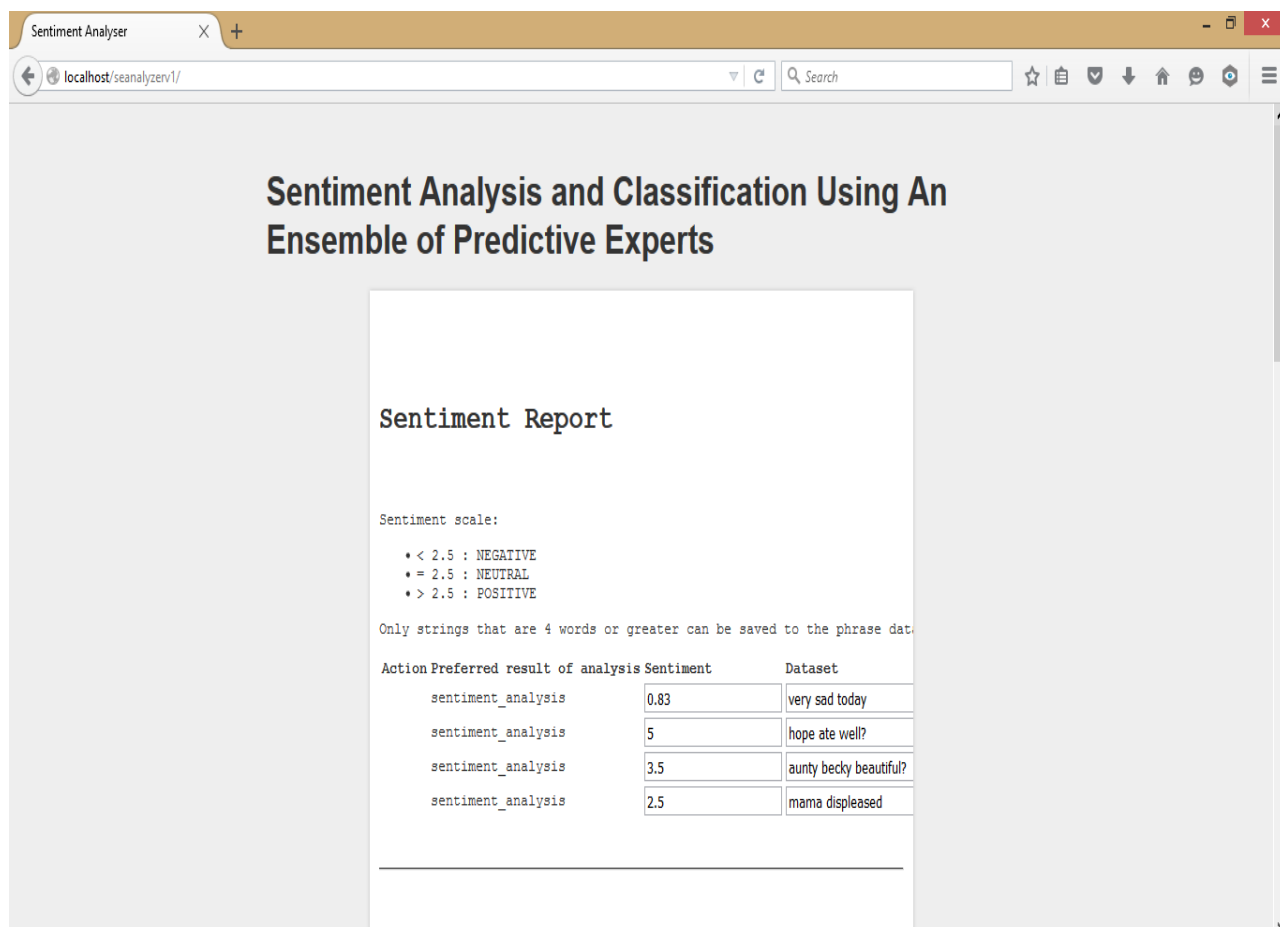 Sentiment Analyser
localhost/seanalyzerv1/
Search
Sentiment Analysis and Classification Using An
Ensemble of Predictive Experts
Sentiment Report
Sentiment scale:
• < 2.5 : NEGATIVE
• = 2.5 : NEUTRAL
• > 2.5 : POSITIVE
Only strings that are 4 words or greater can be saved to the phrase dat
Action Preferred result of analysis Sentiment Dataset
sentiment_analysis 0.83 very sad today
sentiment_analysis 5 hope ate well?
sentiment_analysis 3.5 aunty becky beautiful?
sentiment_analysis 2.5 mama displeased